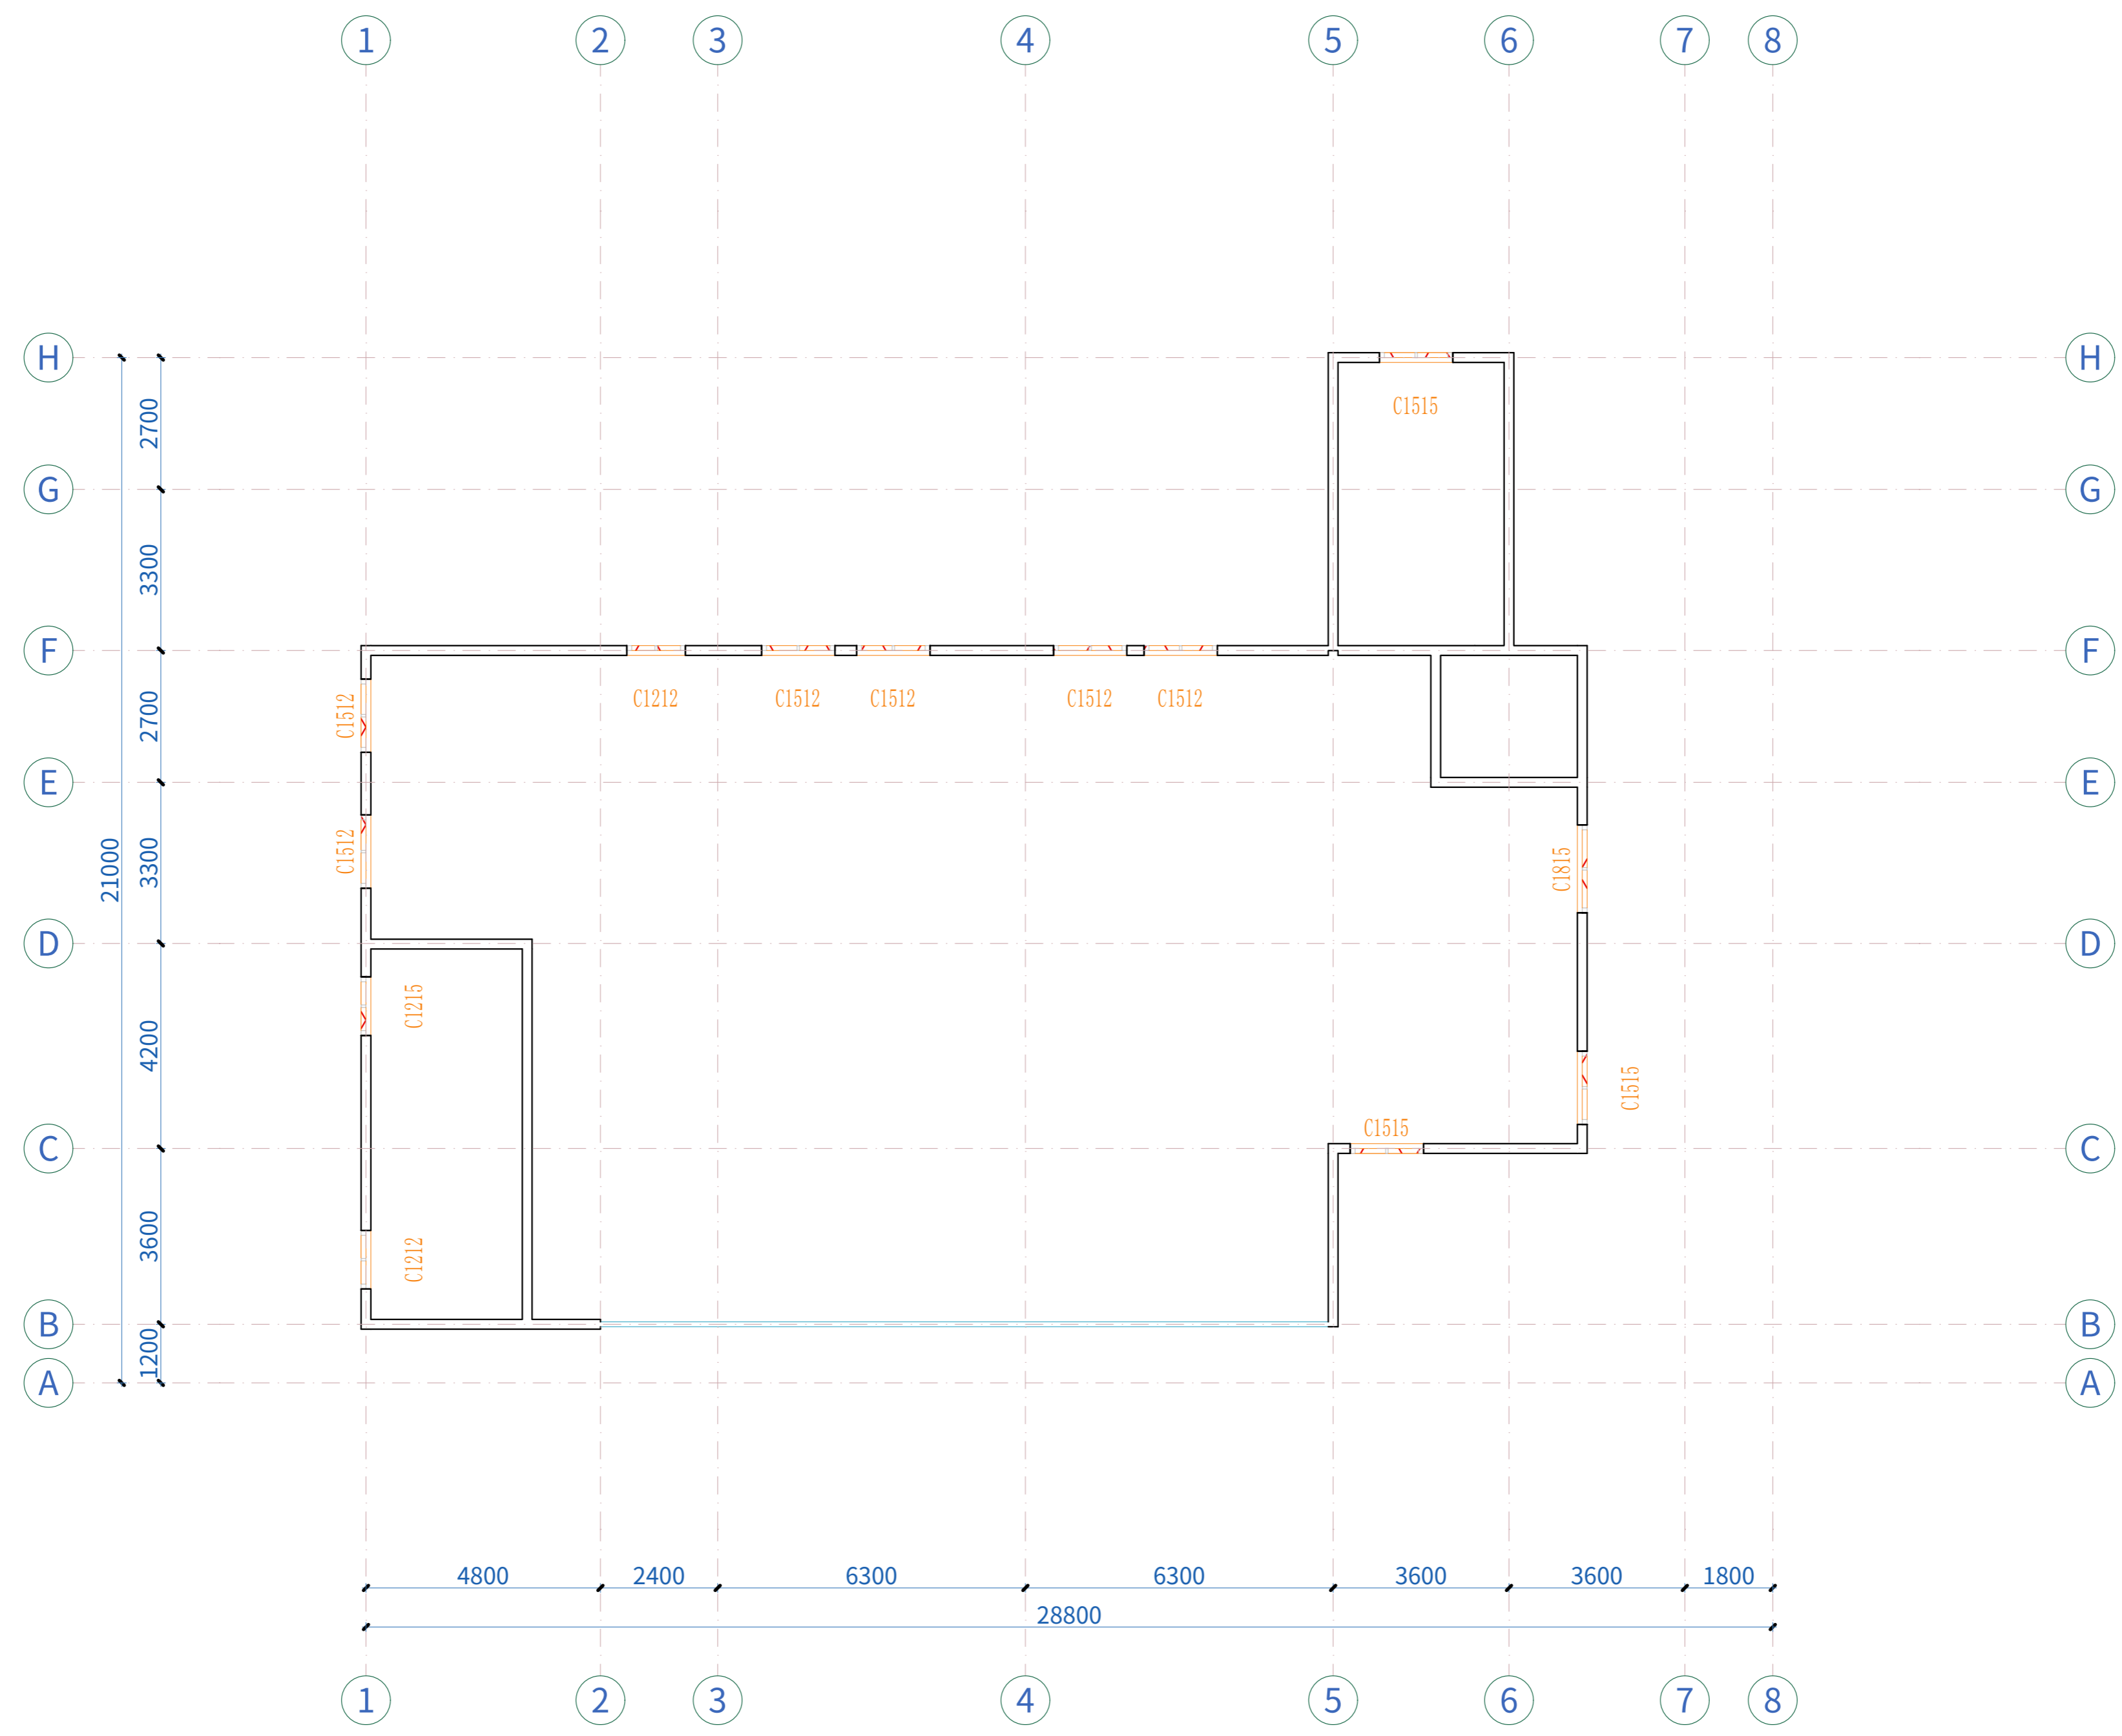 1 2 3 4 5 6 7 8
H H
C1515
2700
G G
3300
F F
C1212 C1512 C1512 C1512 C1512
C1512
2700
E E
C1512
3300
21000
C1815
D D
C1215
4200
C1515
C1515
C C
3600
C1212
B B
1200
A A
4800 2400 6300 6300 3600 3600 1800
28800
1 2 3 4 5 6 7 8